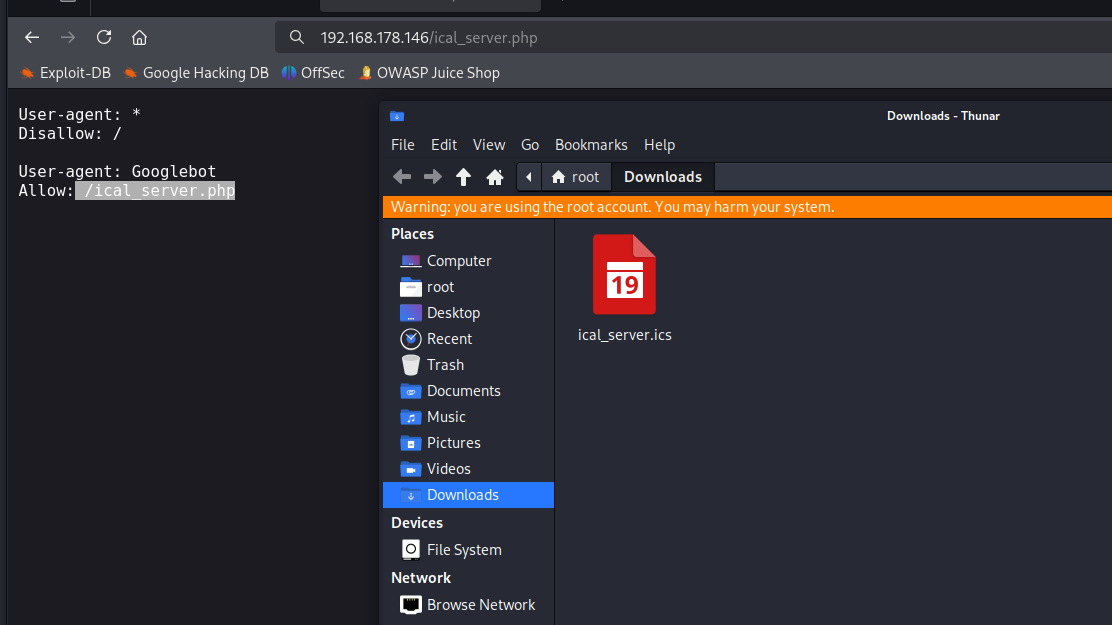 192.168.178.146/ical_server.php
Exploit-DB Google Hacking DB OffSec OWASP Juice Shop
User-agent: *
Disallow: /
User-agent: Googlebot
Allow: /ical_server.php
Downloads - Thunar
File Edit View Go Bookmarks Help
root Downloads
Warning: you are using the root account. You may harm your system.
Places
Computer
root
Desktop
Recent
Trash
Documents
Music
Pictures
Videos
Downloads
Devices
File System
Network
Browse Network
19
ical_server.ics